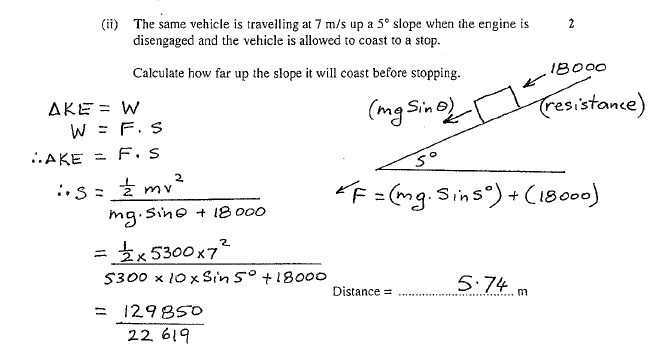 (ii) The same vehicle is travelling at 7 m/s up a 5° slope when the engine is 2
disengaged and the vehicle is allowed to coast to a stop.
Calculate how far up the slope it will coast before stopping.
18000
(mg Sin θ)
(resistance)
5°
F = (mg. Sin 5°) + (18000)
ΔKE = W
W = F. S
∴ΔKE = F. S
∴ S = ½ mv²
mg. Sin θ + 18000
= ½ x 5300 x 7²
5300 x 10 x Sin 5° + 18000
= 129850
22 619
Distance = 5.74 m